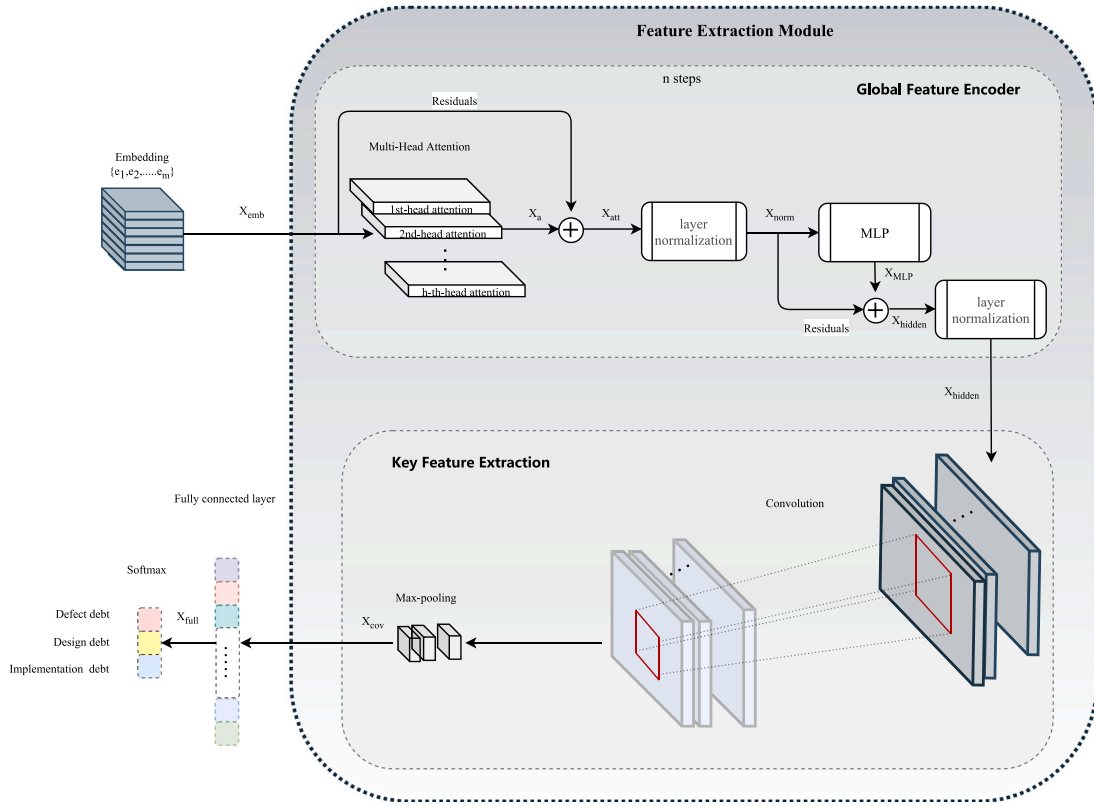 Feature Extraction Module
n steps
Global Feature Encoder
Residuals
Multi-Head Attention
Embedding
{e1,e2,.....em}
Xemb
1st-head attention
2nd-head attention
h-th-head attention
Xa
Xatt
layer
normalization
Xnorm
MLP
XMLP
Residuals
Xhidden
layer
normalization
Xhidden
Key Feature Extraction
Convolution
Fully connected layer
Softmax
Max-pooling
Xcov
Xfull
Defect debt
Design debt
Implementation debt